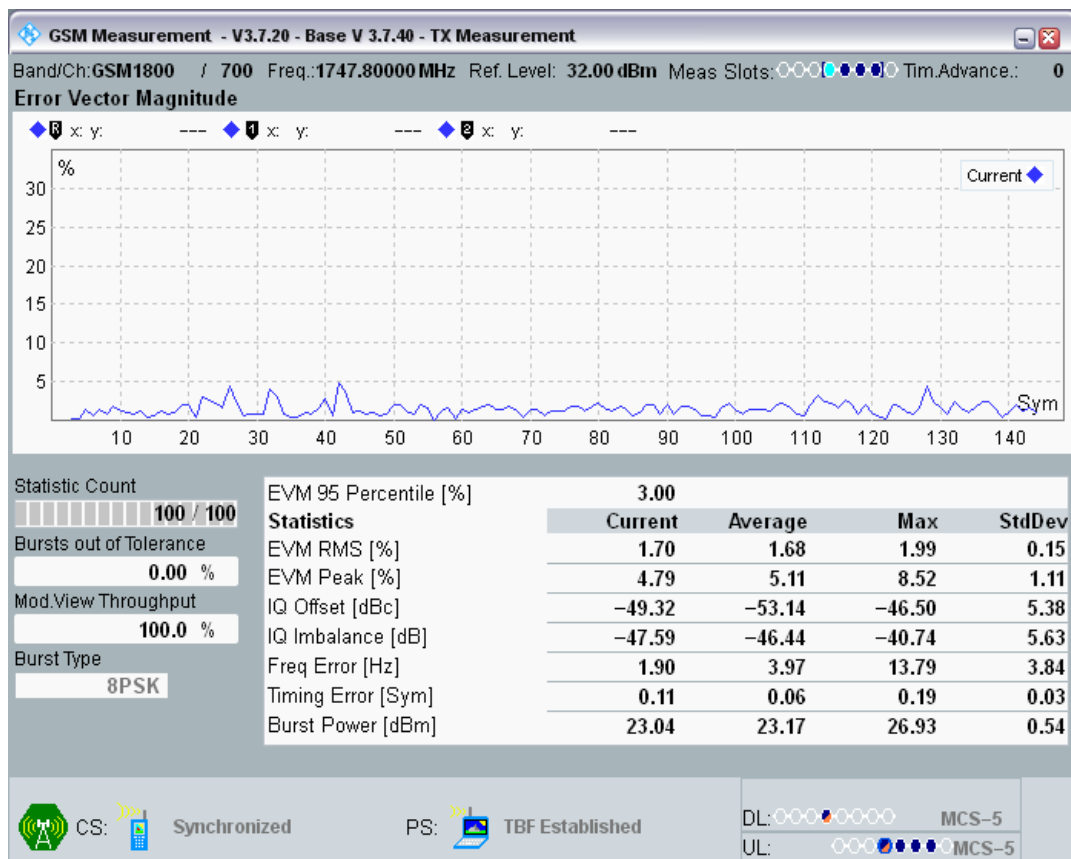 GSM Measurement - V3.7.20 - Base V 3.7.40 - TX Measurement
Band/Ch:GSM1800 / 700 Freq.:1747.80000 MHz Ref. Level: 32.00 dBm Meas Slots: Tim.Advance.: 0
Error Vector Magnitude
R x: y: --- 1 x: y: --- 2 x: y: ---
%
Current
30
25
20
15
10
5
Sym
10 20 30 40 50 60 70 80 90 100 110 120 130 140
Statistic Count
100 / 100
Bursts out of Tolerance
0.00 %
Mod.View Throughput
100.0 %
Burst Type
8PSK
EVM 95 Percentile [%] 3.00
Statistics Current Average Max StdDev
EVM RMS [%] 1.70 1.68 1.99 0.15
EVM Peak [%] 4.79 5.11 8.52 1.11
IQ Offset [dBc] −49.32 −53.14 −46.50 5.38
IQ Imbalance [dB] −47.59 −46.44 −40.74 5.63
Freq Error [Hz] 1.90 3.97 13.79 3.84
Timing Error [Sym] 0.11 0.06 0.19 0.03
Burst Power [dBm] 23.04 23.17 26.93 0.54
CS: Synchronized PS: TBF Established
DL: MCS−5
UL: MCS−5